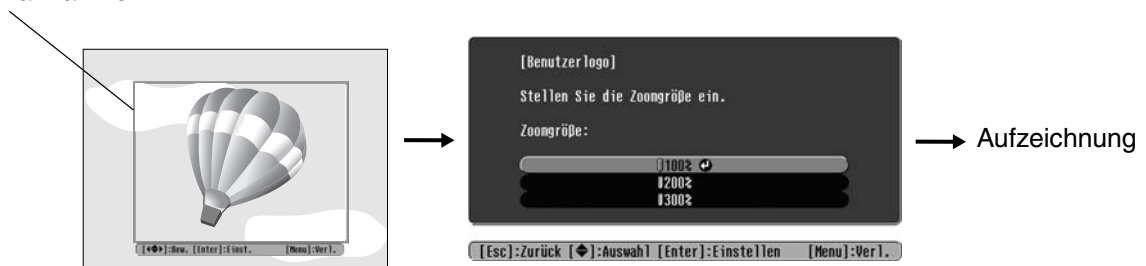 [Benutzerlogo]
Stellen Sie die Zoomgröße ein.
Zoomgröße:
100%
200%
300%
Aufzeichnung
[Esc]:Zurück [ ]:Auswahl [Enter]:Einstellen [Menu]:Verl.
[ ]:Bew. [Enter]:Einst. [Menu]:Verl.